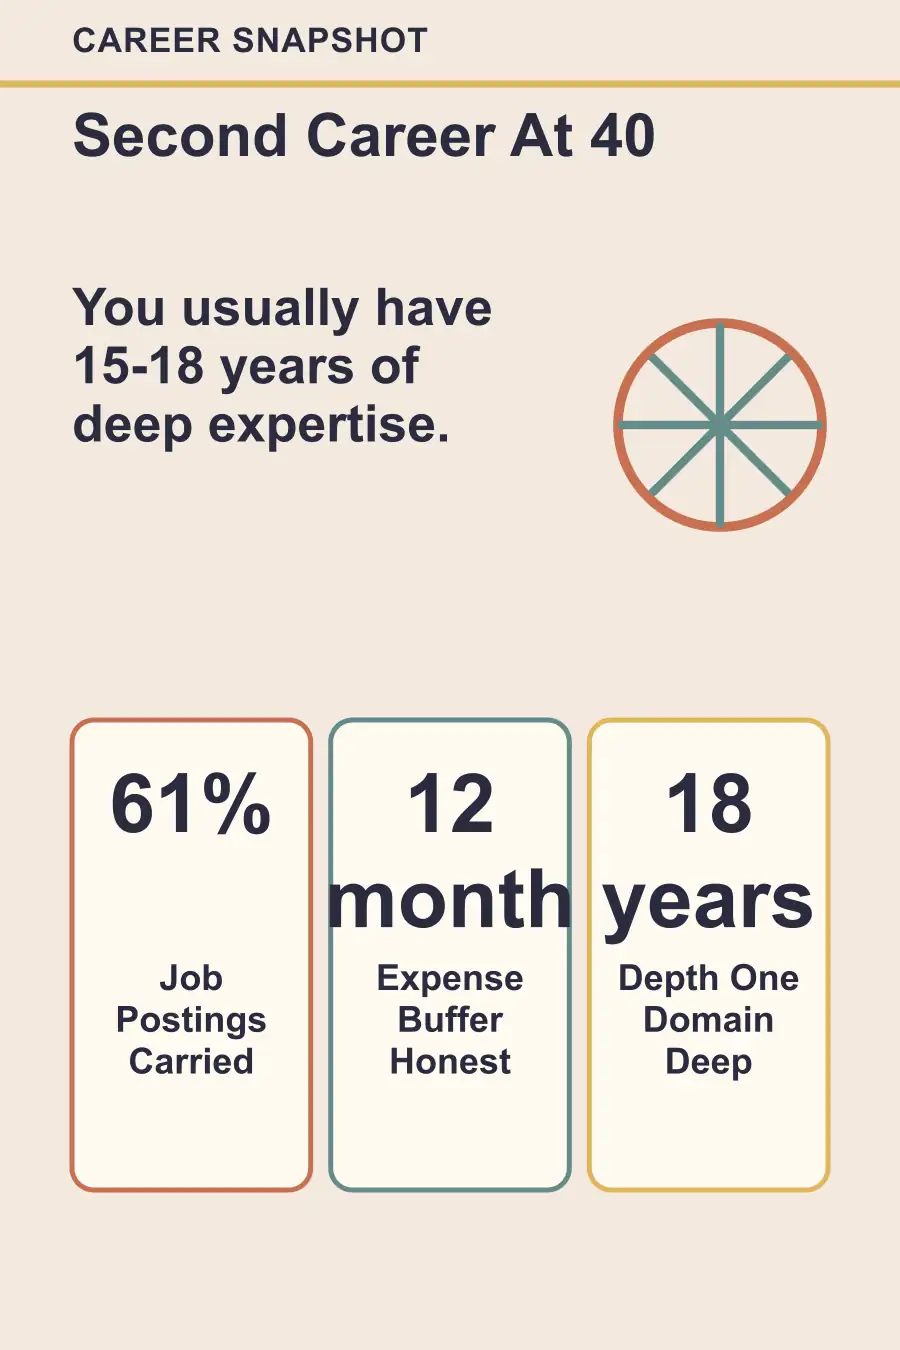 CAREER SNAPSHOT
Second Career At 40
You usually have
15-18 years of
deep expertise.
61%
Job
Postings
Carried
12
month
Expense
Buffer
Honest
18
years
Depth One
Domain
Deep